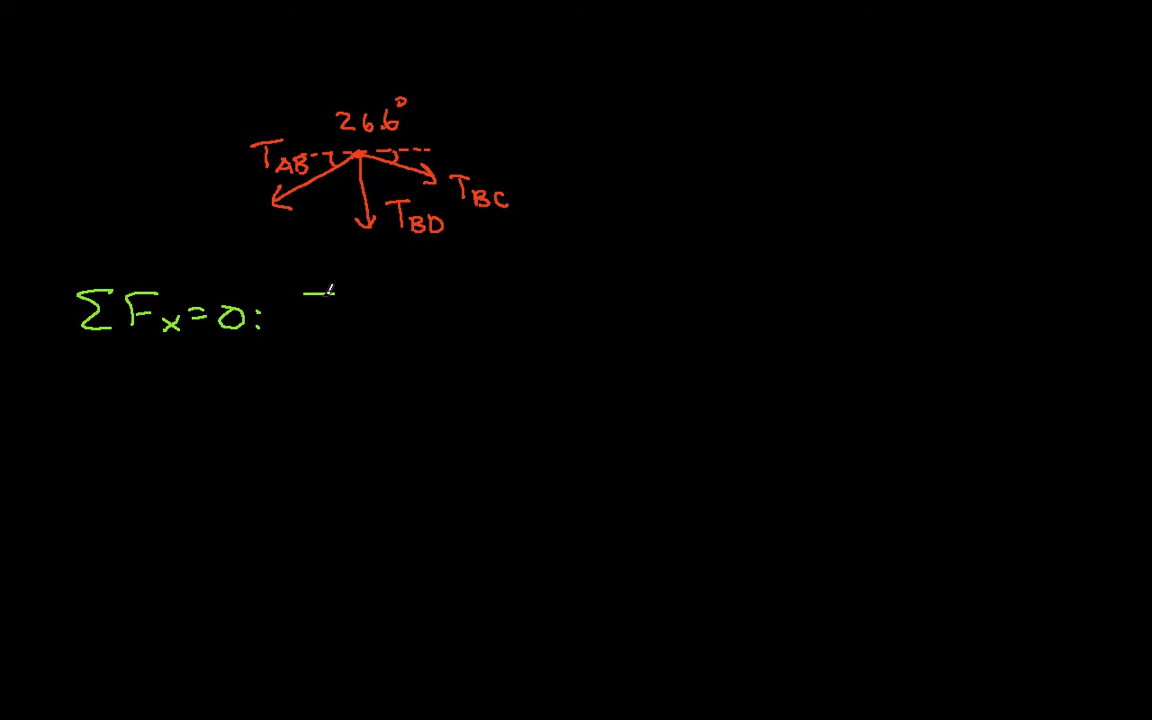 26.6°
T_AB
T_BC
T_BD
ΣF_x=0: